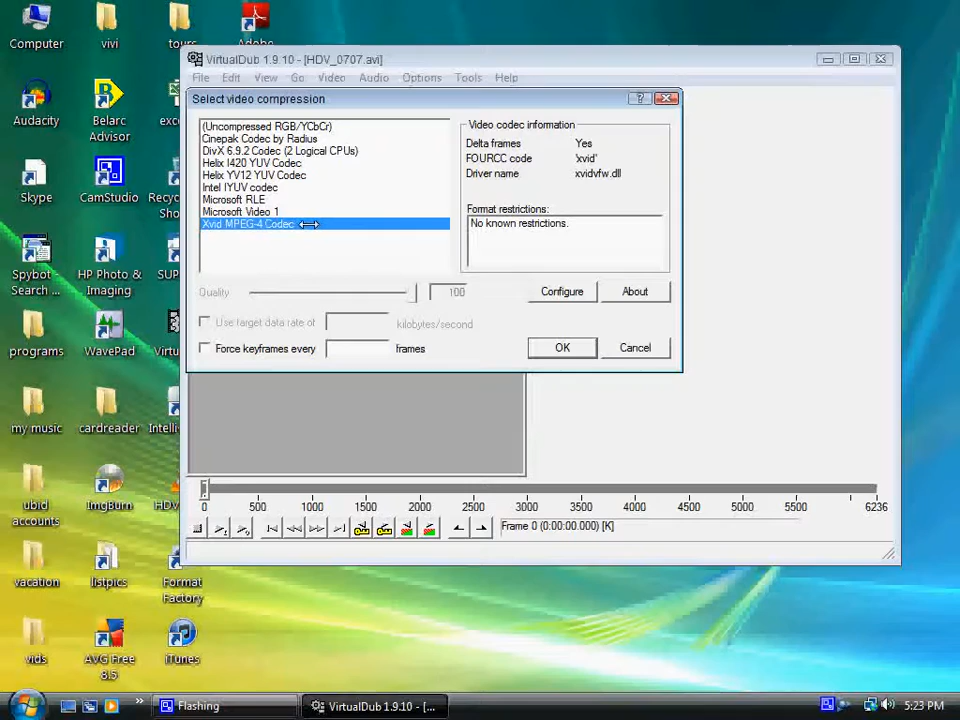 Computer
vivi
tours
Adobe
Audacity
Belarc
Advisor
Skype
CamStudio
Spybot -
Search ...
HP Photo &
Imaging
SUP
programs
WavePad
Virtu
my music
cardreader
Intelli
ubid
accounts
ImgBurn
HDV
vacation
listpics
Format
Factory
vids
AVG Free
8.5
iTunes
VirtualDub 1.9.10 - [HDV_0707.avi]
File Edit View Go Video Audio Options Tools Help
Select video compression
?
(Uncompressed RGB/YCbCr)
Cinepak Codec by Radius
DivX 6.9.2 Codec (2 Logical CPUs)
Helix I420 YUV Codec
Helix YV12 YUV Codec
Intel IYUV codec
Microsoft RLE
Microsoft Video 1
Xvid MPEG-4 Codec
Video codec information
Delta frames Yes
FOURCC code 'xvid'
Driver name xvidvfw.dll
Format restrictions:
No known restrictions.
Quality 100
Configure About
Use target data rate of kilobytes/second
Force keyframes every frames
OK Cancel
0 500 1000 1500 2000 2500 3000 3500 4000 4500 5000 5500 6236
Frame 0 (0:00:00.000) [K]
» Flashing VirtualDub 1.9.10 - [... 5:23 PM